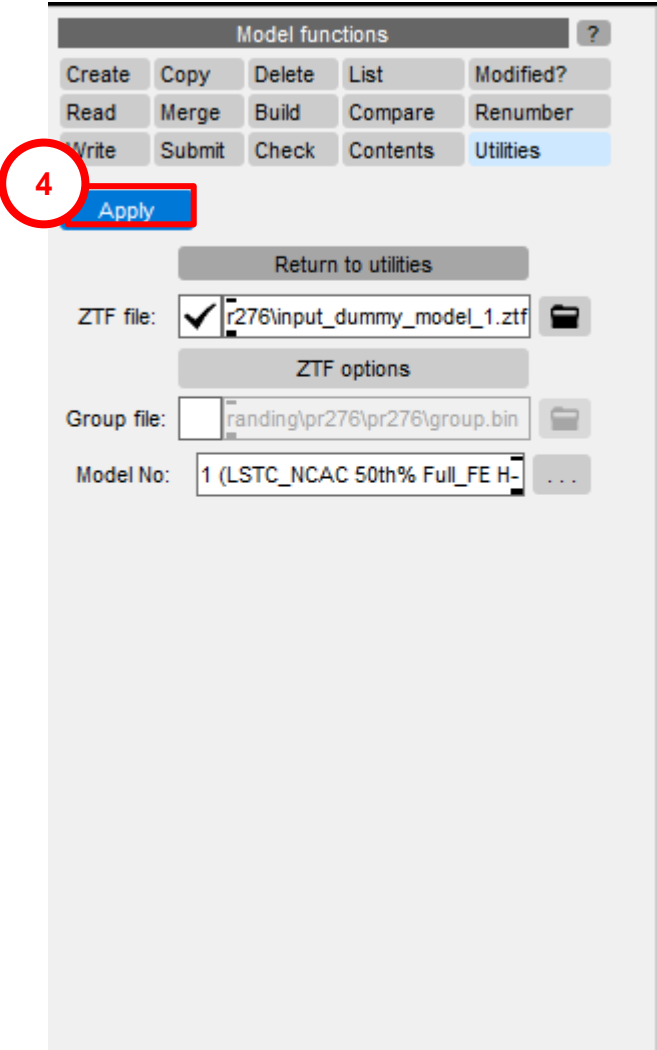 Model functions ?
Create Copy Delete List Modified?
Read Merge Build Compare Renumber
Write Submit Check Contents Utilities
4
Apply
Return to utilities
ZTF file: r276\input_dummy_model_1.ztf
ZTF options
Group file: randing\pr276\pr276\group.bin
Model No: 1 (LSTC_NCAC 50th% Full_FE H- ...